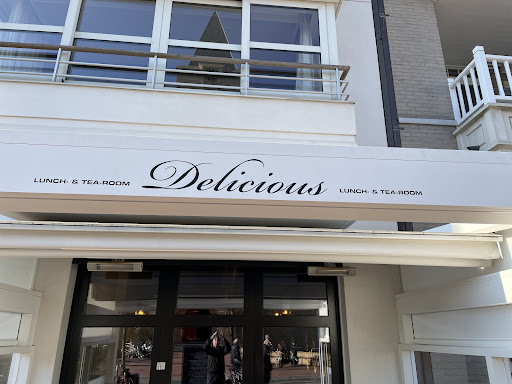 LUNCH- & TEA-ROOM Delicious LUNCH- & TEA-ROOM